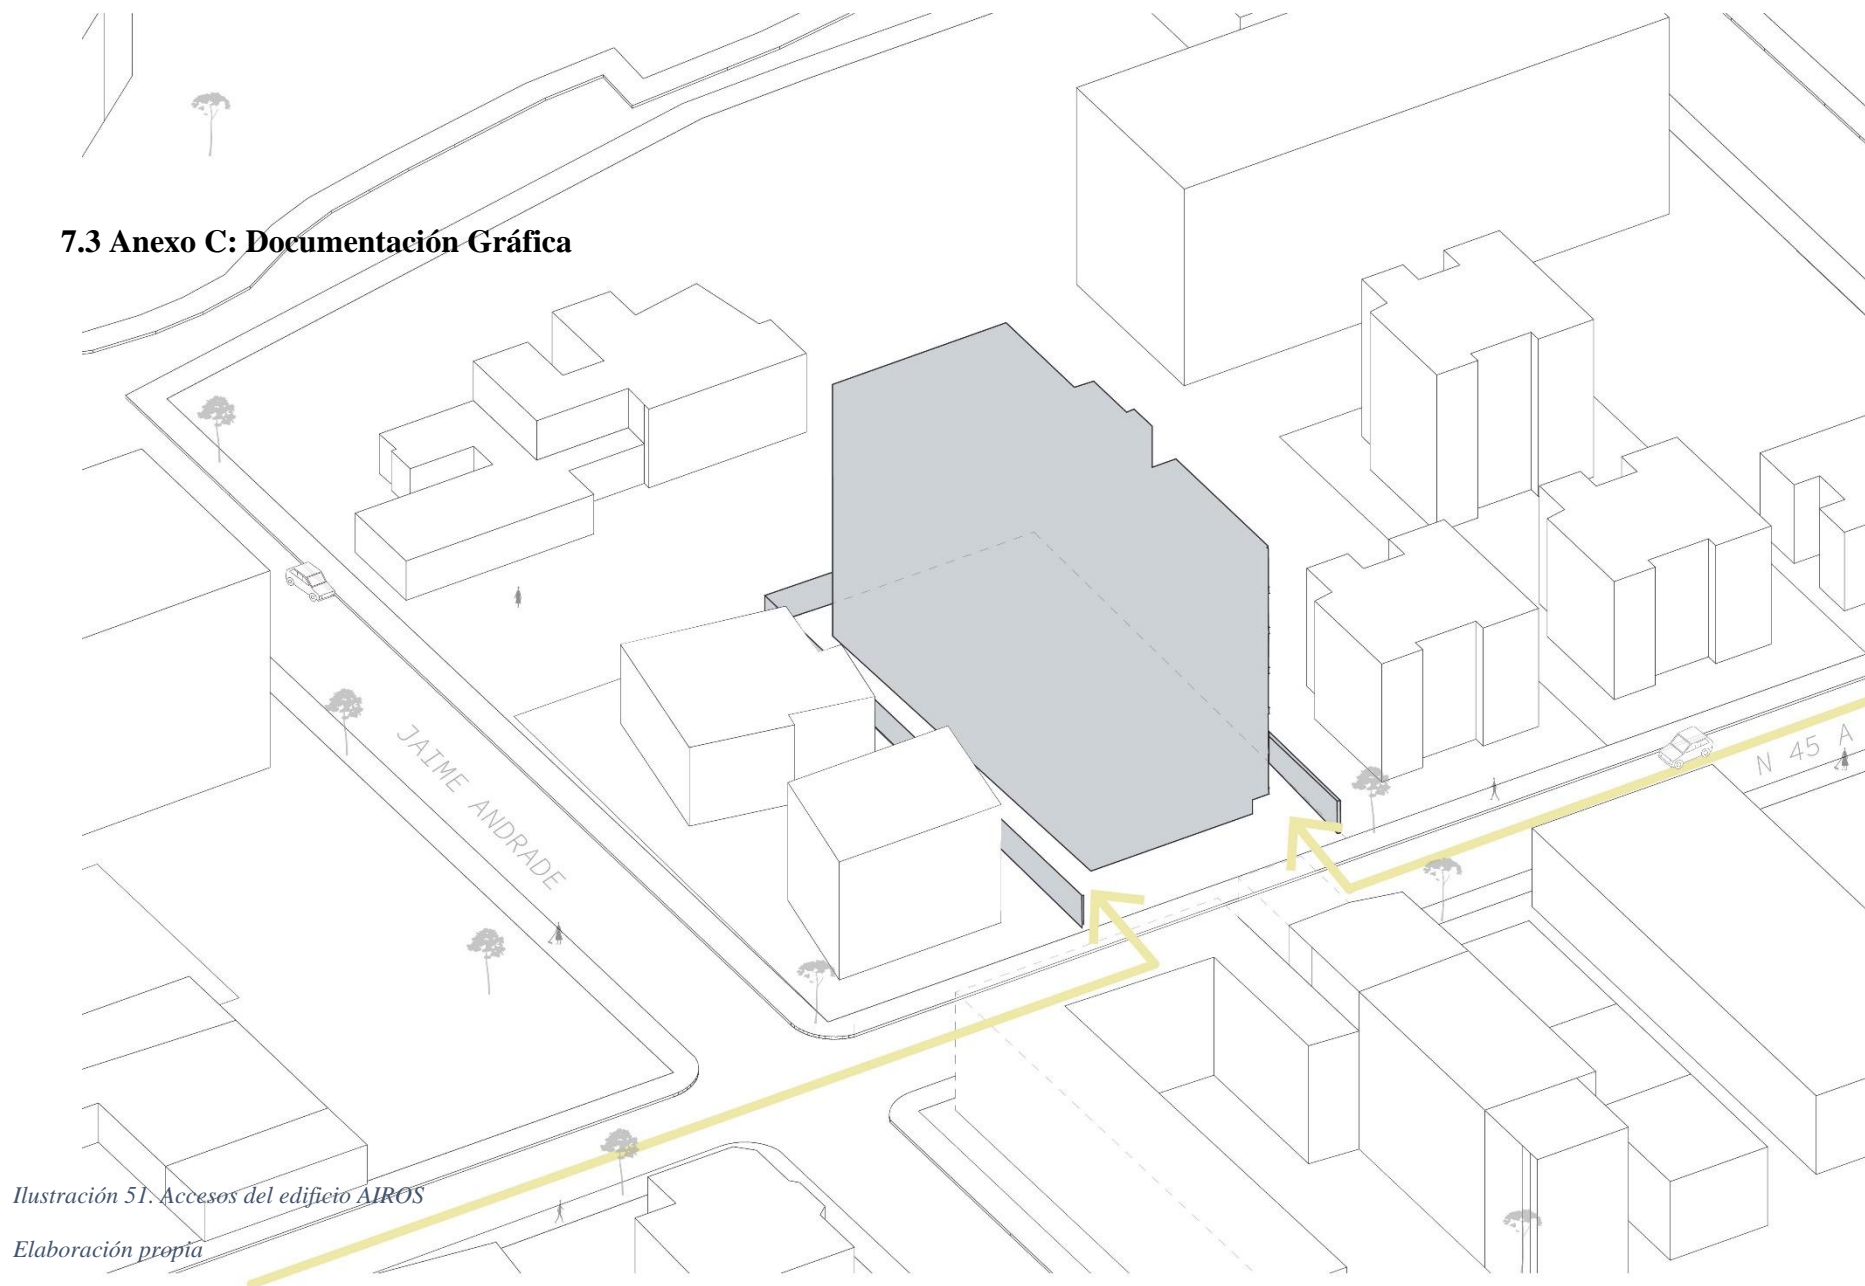 7.3 Anexo C: Documentación Gráfica
JAIME ANDRADE
N 45 A
Ilustración 51. Accesos del edificio AIROS
Elaboración propia